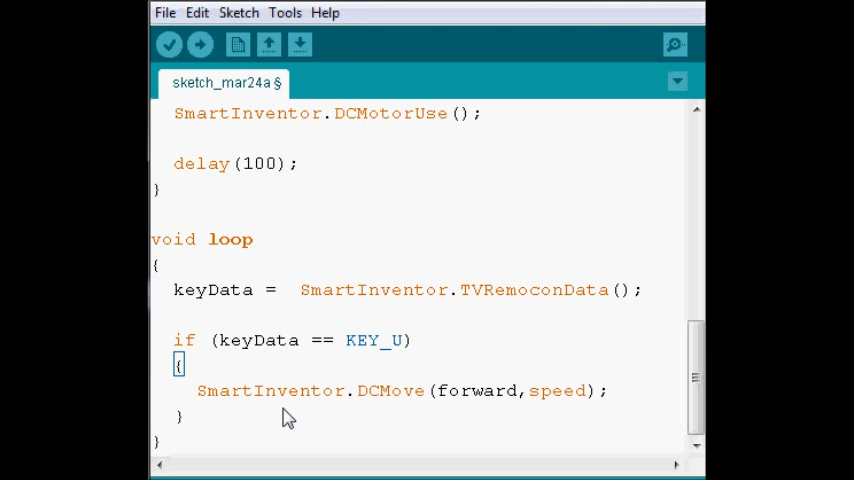 File Edit Sketch Tools Help
sketch_mar24a §
SmartInventor.DCMotorUse();
delay(100);
}
void loop
{
keyData =  SmartInventor.TVRemoconData();
if (keyData == KEY_U)
{
SmartInventor.DCMove(forward,speed);
}
}